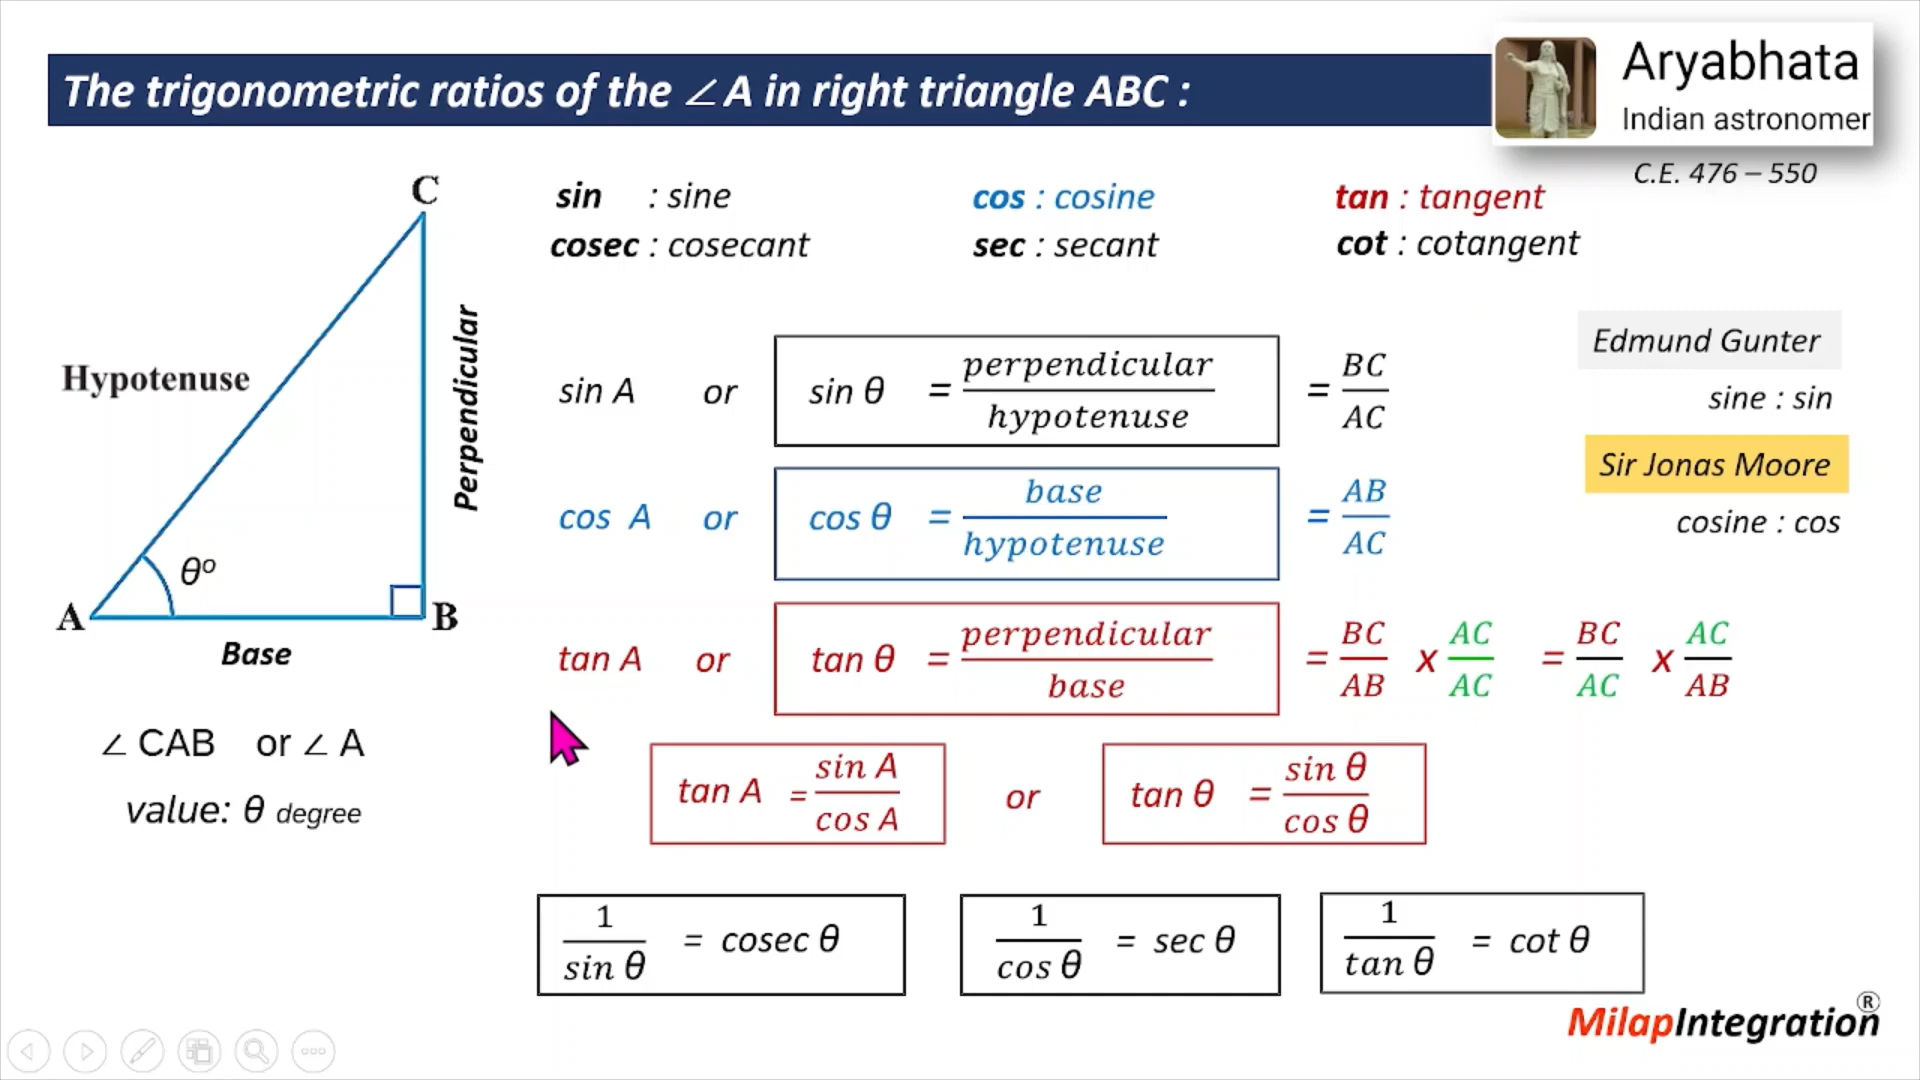 The trigonometric ratios of the ∠A in right triangle ABC :
Aryabhata
Indian astronomer
C.E. 476 – 550
sin : sine
cos : cosine
tan : tangent
cosec : cosecant
sec : secant
cot : cotangent
C
Hypotenuse
Perpendicular
θ°
A
B
Base
∠ CAB or ∠ A
value: θ degree
sin A or sin θ = perpendicular / hypotenuse = BC / AC
cos A or cos θ = base / hypotenuse = AB / AC
tan A or tan θ = perpendicular / base = BC / AB x AC / AC = BC / AC x AC / AB
Edmund Gunter
sine : sin
Sir Jonas Moore
cosine : cos
tan A = sin A / cos A or tan θ = sin θ / cos θ
1 / sin θ = cosec θ
1 / cos θ = sec θ
1 / tan θ = cot θ
MilapIntegration®